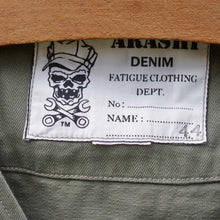 ARASHI
DENIM
FATIGUE CLOTHING
DEPT.
No:
NAME: 44
TM